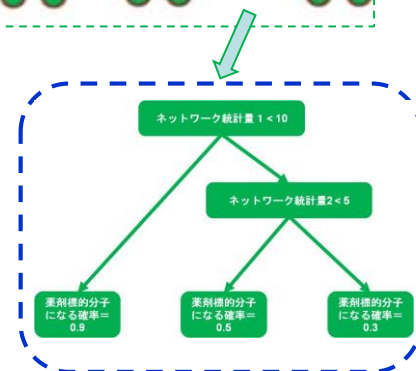 ネットワーク統計量 1 < 10
ネットワーク統計量2 < 5
薬剤標的分子
になる確率＝
0.9
薬剤標的分子
になる確率＝
0.5
薬剤標的分子
になる確率＝
0.3